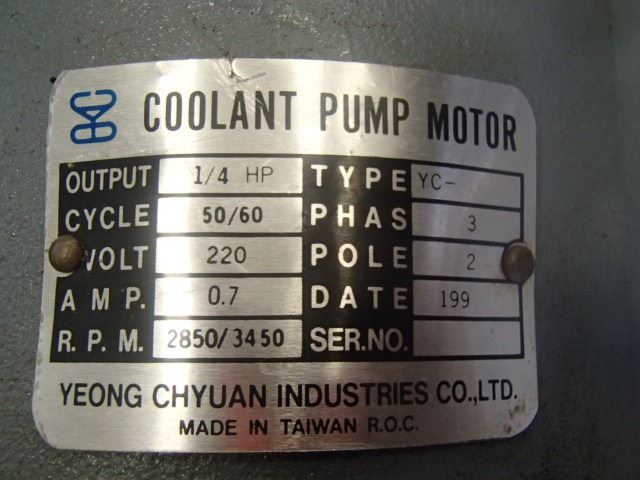 COOLANT PUMP MOTOR
OUTPUT 1/4 HP TYPE YC-
CYCLE 50/60 PHAS 3
VOLT 220 POLE 2
AMP. 0.7 DATE 199
R.P.M. 2850/3450 SER.NO.
YEONG CHYUAN INDUSTRIES CO.,LTD.
MADE IN TAIWAN R.O.C.